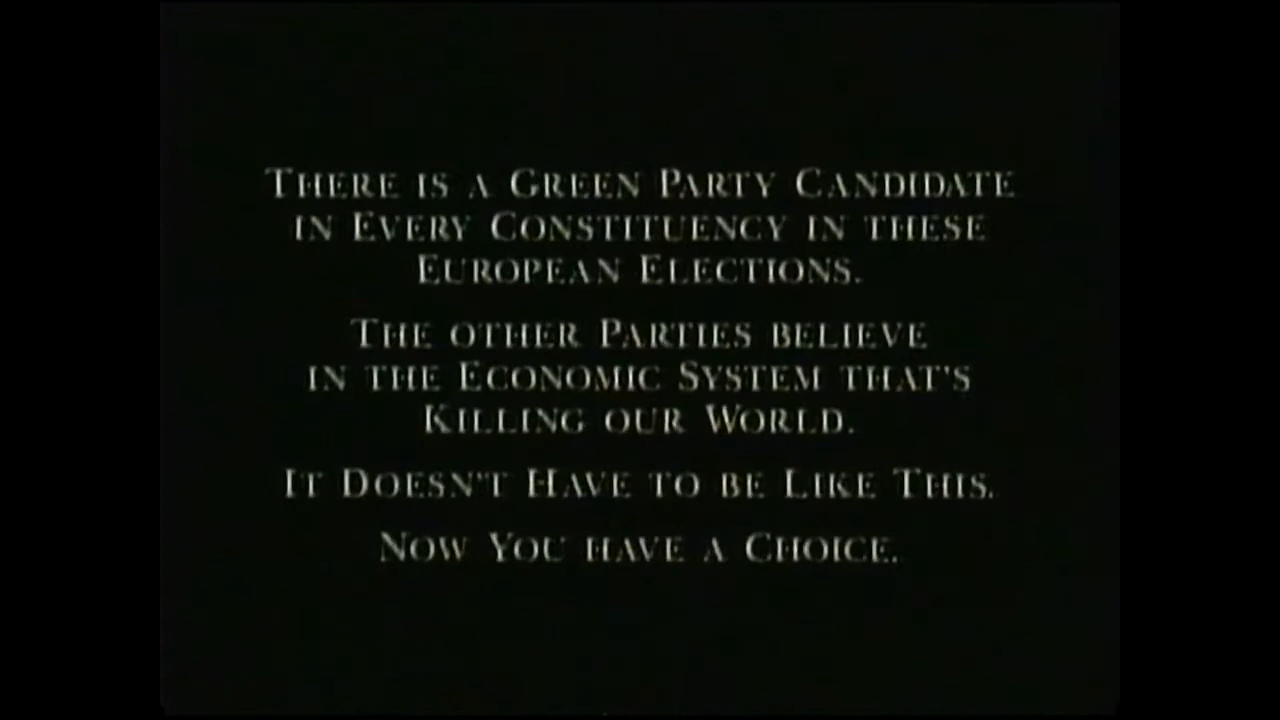 There is a Green Party Candidate
in Every Constituency in these
European Elections.
The other Parties believe
in the Economic System that's
Killing our World.
It Doesn't Have to be Like This.
Now You have a Choice.